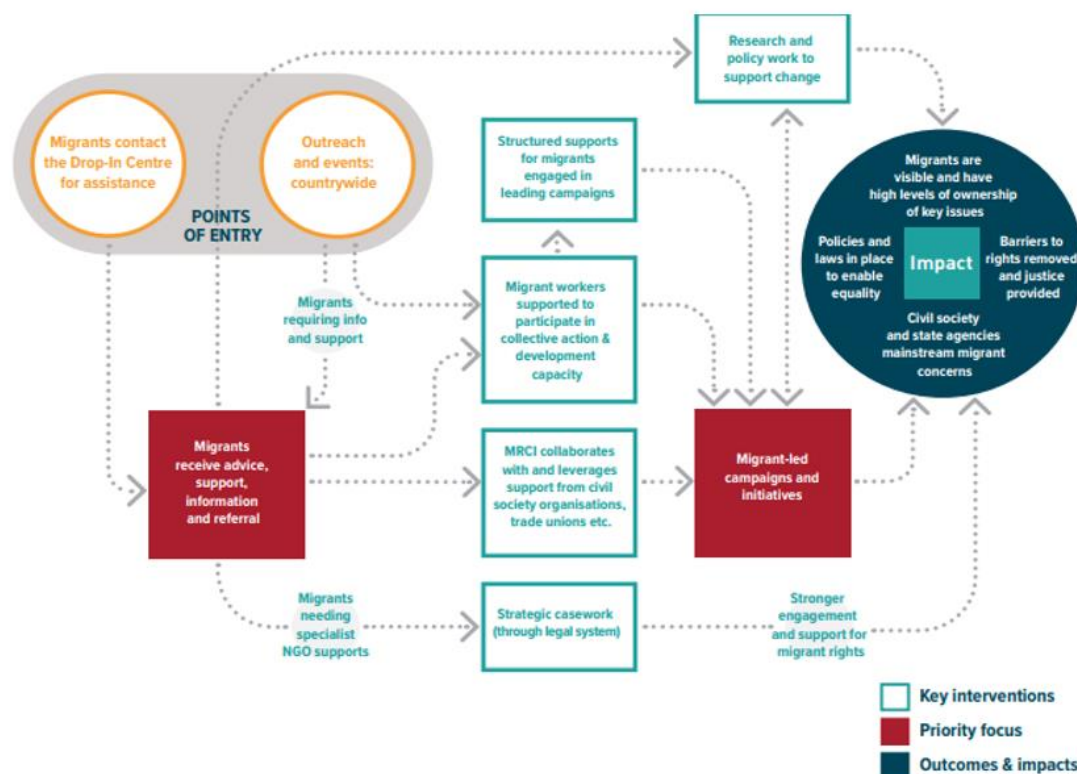 Research and
policy work to
support change
Migrants contact
the Drop-In Centre
for assistance
Outreach
and events:
countrywide
POINTS
OF ENTRY
Structured supports
for migrants
engaged in
leading campaigns
Migrants are
visible and have
high levels of ownership
of key issues
Policies and
laws in place
to enable
equality
Impact
Barriers to
rights removed
and justice
provided
Civil society
and state agencies
mainstream migrant
concerns
Migrants
requiring info
and support
Migrant workers
supported to
participate in
collective action &
development
capacity
Migrants
receive advice,
support,
information
and referral
MRCI collaborates
with and leverages
support from civil
society organisations,
trade unions etc.
Migrant-led
campaigns and
initiatives
Migrants
needing
specialist
NGO supports
Strategic casework
(through legal system)
Stronger
engagement
and support for
migrant rights
Key interventions
Priority focus
Outcomes & impacts